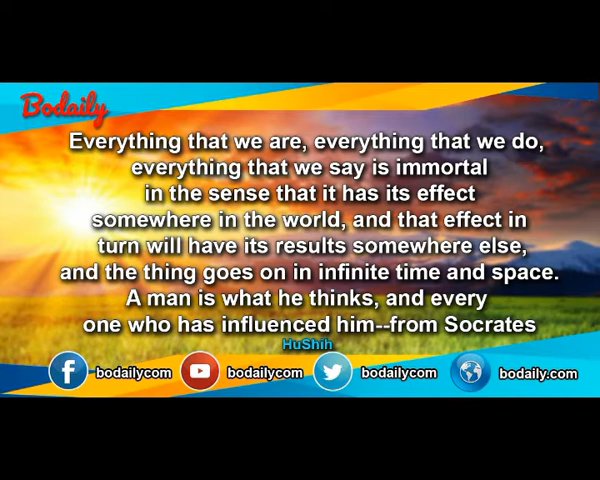 Bodaily
Everything that we are, everything that we do,
everything that we say is immortal
in the sense that it has its effect
somewhere in the world, and that effect in
turn will have its results somewhere else,
and the thing goes on in infinite time and space.
A man is what he thinks, and every
one who has influenced him--from Socrates
HuShih
bodailycom bodailycom bodailycom bodaily.com